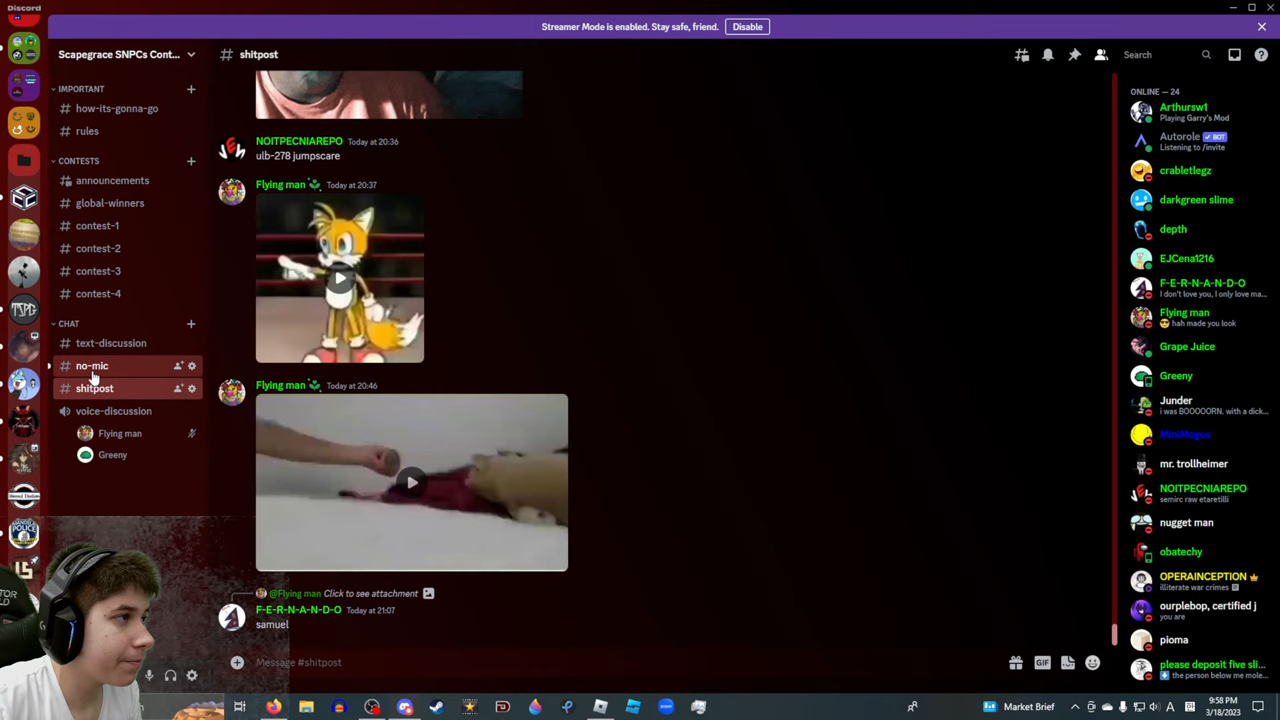 Discord
Streamer Mode is enabled. Stay safe, friend.
Disable
Scapegrace SNPCs Cont...
IMPORTANT
how-its-gonna-go
rules
CONTESTS
announcements
global-winners
contest-1
contest-2
contest-3
contest-4
CHAT
text-discussion
no-mic
shitpost
voice-discussion
Flying man
Greeny
# shitpost
Search
NOITPECNIAREPO Today at 20:36
ulb-278 jumpscare
Flying man Today at 20:37
Flying man Today at 20:46
@Flying man Click to see attachment
F-E-R-N-A-N-D-O Today at 21:07
samuel
Message #shitpost
GIF
ONLINE — 24
Arthursw1
Playing Garry's Mod
Autorole ✓ BOT
Listening to /invite
crabletlegz
darkgreen slime
depth
EJCena1216
F-E-R-N-A-N-D-O
I don't love you, I only love ma...
Flying man
😎 hah made you look
Grape Juice
Greeny
Junder
i was BOOOOORN. with a dick...
MiniMogus
mr. trollheimer
NOITPECNIAREPO
semirc raw etaretilli
nugget man
obatechy
OPERAINCEPTION
illiterate war crimes
ourplebop, certified j
you are
pioma
please deposit five sli...
⬇ the person below me mole...
TSPG
Market Brief
9:58 PM
3/18/2023